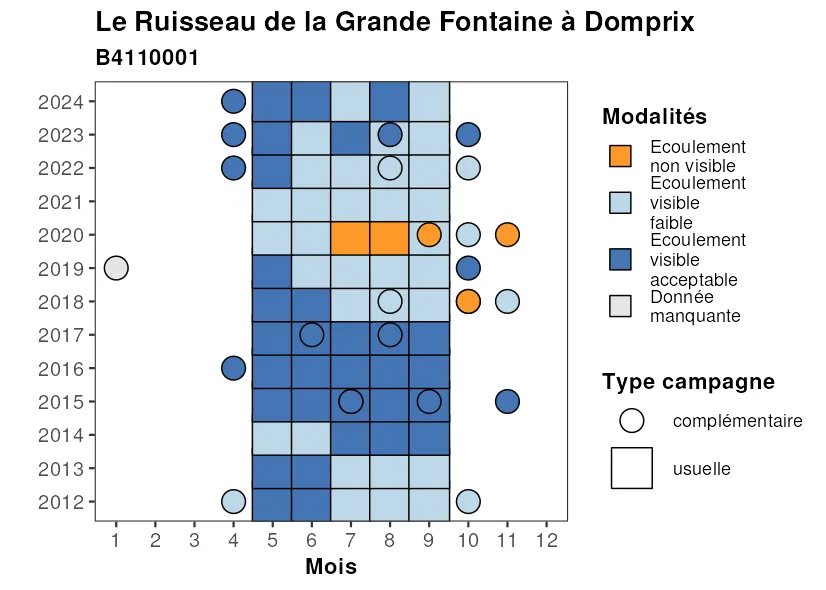 Le Ruisseau de la Grande Fontaine à Domprix
B4110001
2024
2023
2022
2021
2020
2019
2018
2017
2016
2015
2014
2013
2012
1 2 3 4 5 6 7 8 9 10 11 12
Mois
Modalités
Ecoulement
non visible
Ecoulement
visible
faible
Ecoulement
visible
acceptable
Donnée
manquante
Type campagne
complémentaire
usuelle